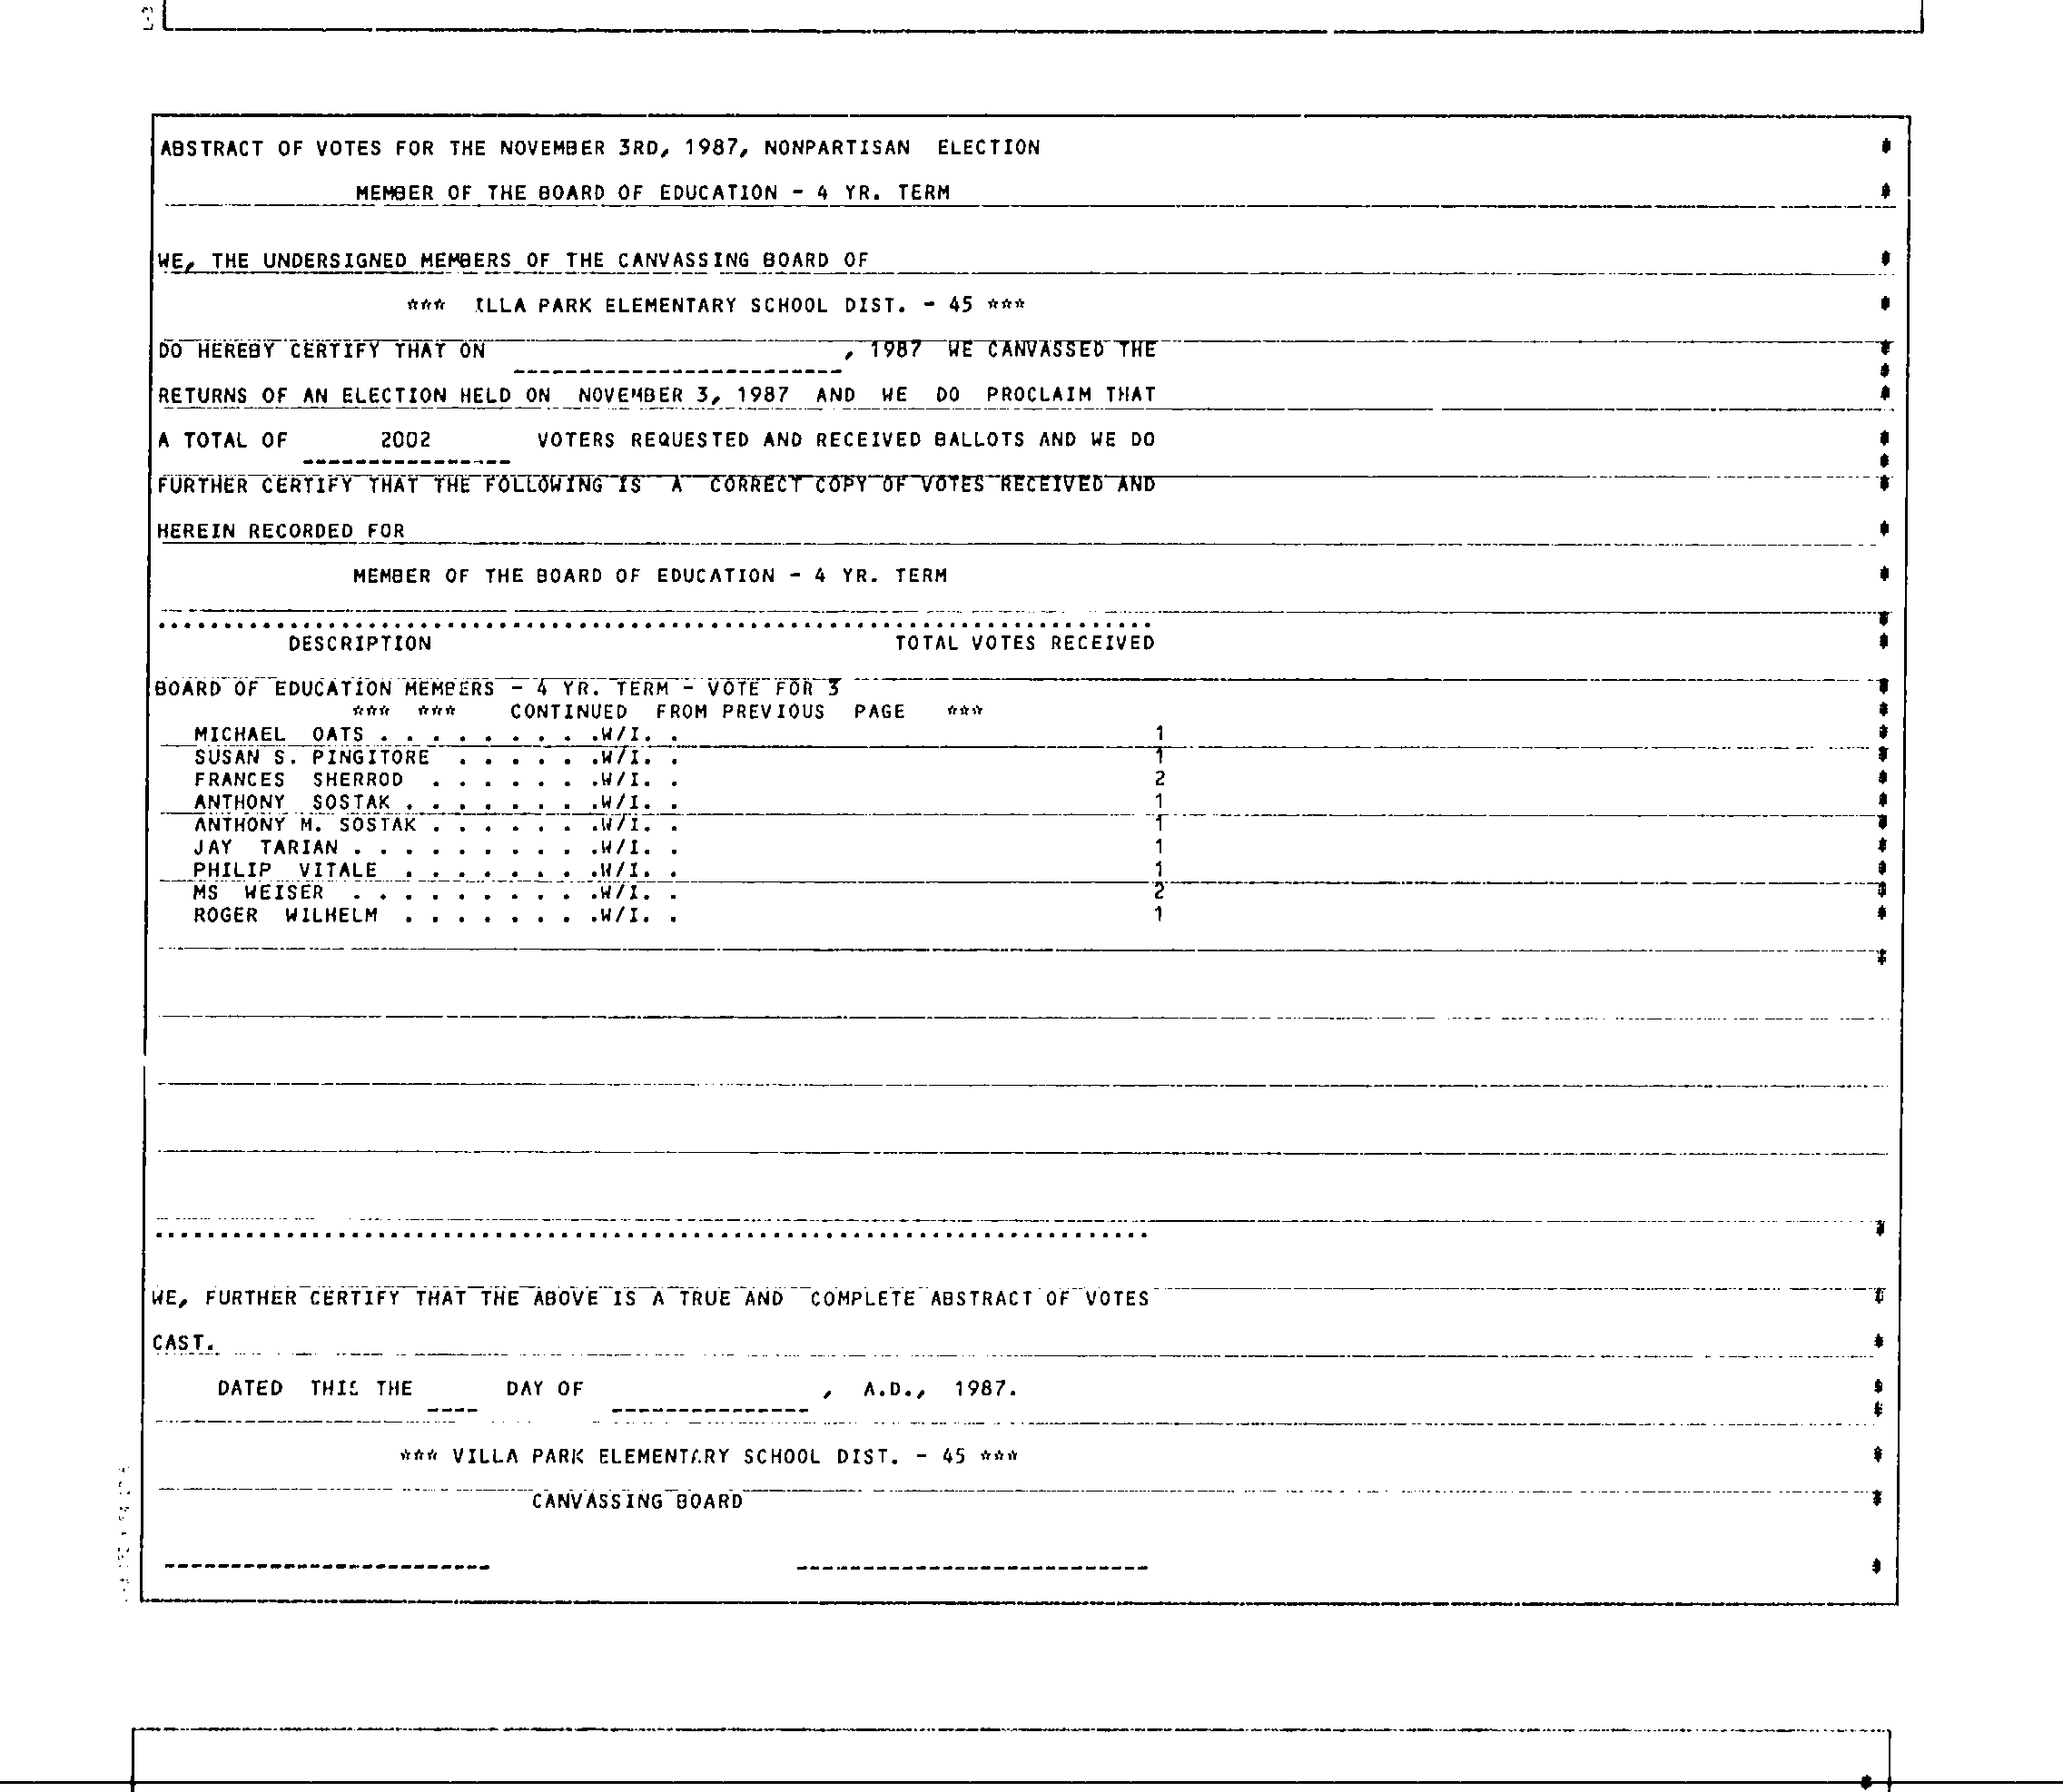 ABSTRACT OF VOTES FOR THE NOVEMBER 3RD, 1987, NONPARTISAN ELECTION
MEMBER OF THE BOARD OF EDUCATION - 4 YR. TERM
WE, THE UNDERSIGNED MEMBERS OF THE CANVASSING BOARD OF
*** ILLA PARK ELEMENTARY SCHOOL DIST. - 45 ***
DO HEREBY CERTIFY THAT ON , 1987 WE CANVASSED THE
RETURNS OF AN ELECTION HELD ON NOVEMBER 3, 1987 AND WE DO PROCLAIM THAT
A TOTAL OF 2002 VOTERS REQUESTED AND RECEIVED BALLOTS AND WE DO
FURTHER CERTIFY THAT THE FOLLOWING IS A CORRECT COPY OF VOTES RECEIVED AND
HEREIN RECORDED FOR
MEMBER OF THE BOARD OF EDUCATION - 4 YR. TERM
DESCRIPTION TOTAL VOTES RECEIVED
BOARD OF EDUCATION MEMBERS - 4 YR. TERM - VOTE FOR 3
*** *** CONTINUED FROM PREVIOUS PAGE ***
MICHAEL OATS . . . . . . . . .W/I. . 1
SUSAN S. PINGITORE . . . . . .W/I. . 1
FRANCES SHERROD . . . . . . .W/I. . 2
ANTHONY SOSTAK . . . . . . . .W/I. . 1
ANTHONY M. SOSTAK . . . . . . .W/I. . 1
JAY TARIAN . . . . . . . . . .W/I. . 1
PHILIP VITALE . . . . . . . .W/I. . 1
MS WEISER . . . . . . . . . .W/I. . 2
ROGER WILHELM . . . . . . . .W/I. . 1
WE, FURTHER CERTIFY THAT THE ABOVE IS A TRUE AND COMPLETE ABSTRACT OF VOTES
CAST.
DATED THIS THE ____ DAY OF _______________ , A.D., 1987.
*** VILLA PARK ELEMENTARY SCHOOL DIST. - 45 ***
CANVASSING BOARD